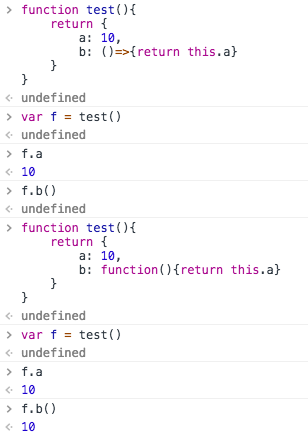 > function test(){
      return {
          a: 10,
          b: ()=>{return this.a}
      }
  }
< undefined
> var f = test()
< undefined
> f.a
< 10
> f.b()
< undefined
> function test(){
      return {
          a: 10,
          b: function(){return this.a}
      }
  }
< undefined
> var f = test()
< undefined
> f.a
< 10
> f.b()
< 10